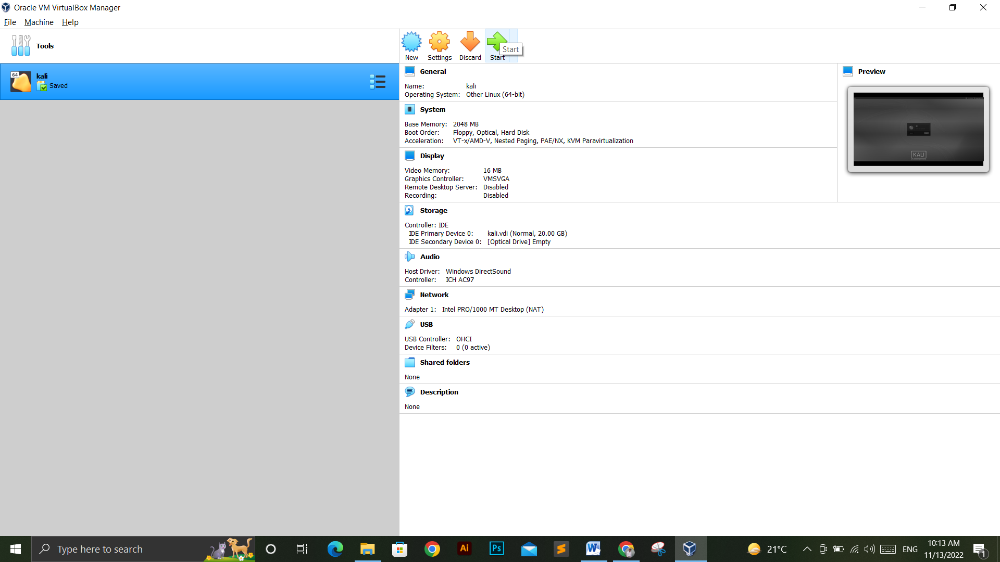 Oracle VM VirtualBox Manager
File Machine Help
Tools
New Settings Discard Start
Start
64
kali
Saved
General
Name: kali
Operating System: Other Linux (64-bit)
System
Base Memory: 2048 MB
Boot Order: Floppy, Optical, Hard Disk
Acceleration: VT-x/AMD-V, Nested Paging, PAE/NX, KVM Paravirtualization
Display
Video Memory: 16 MB
Graphics Controller: VMSVGA
Remote Desktop Server: Disabled
Recording: Disabled
Preview
KALI
Storage
Controller: IDE
IDE Primary Device 0: kali.vdi (Normal, 20.00 GB)
IDE Secondary Device 0: [Optical Drive] Empty
Audio
Host Driver: Windows DirectSound
Controller: ICH AC97
Network
Adapter 1: Intel PRO/1000 MT Desktop (NAT)
USB
USB Controller: OHCI
Device Filters: 0 (0 active)
Shared folders
None
Description
None
Type here to search
Ai
Ps
W
21°C
ENG
10:13 AM
11/13/2022
1